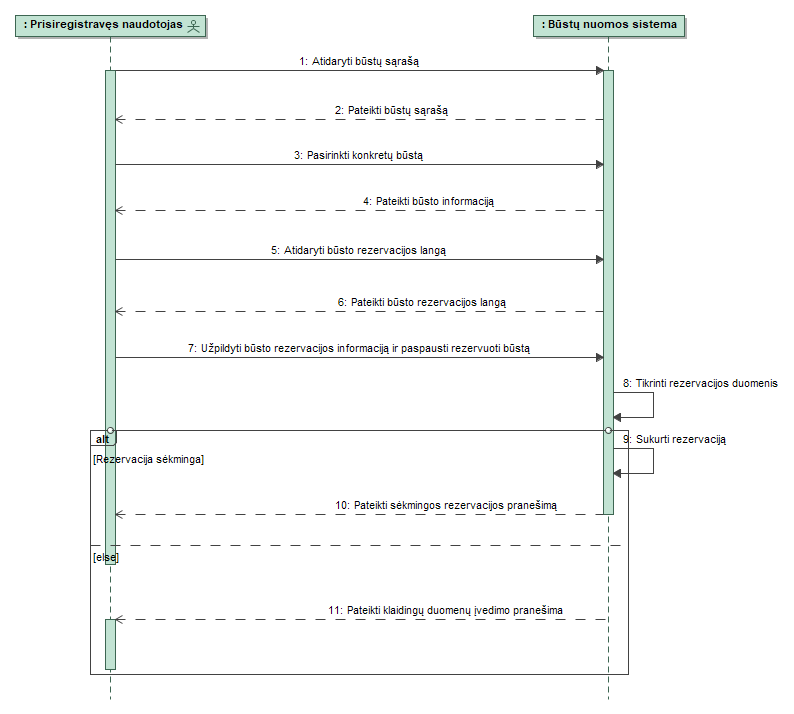 : Prisiregistravęs naudotojas
: Būstų nuomos sistema
1: Atidaryti būstų sąrašą
2: Pateikti būstų sąrašą
3: Pasirinkti konkretų būstą
4: Pateikti būsto informaciją
5: Atidaryti būsto rezervacijos langą
6: Pateikti būsto rezervacijos langą
7: Užpildyti būsto rezervacijos informaciją ir paspausti rezervuoti būstą
8: Tikrinti rezervacijos duomenis
alt
9: Sukurti rezervaciją
[Rezervacija sėkminga]
10: Pateikti sėkmingos rezervacijos pranešimą
[else]
11: Pateikti klaidingų duomenų įvedimo pranešima